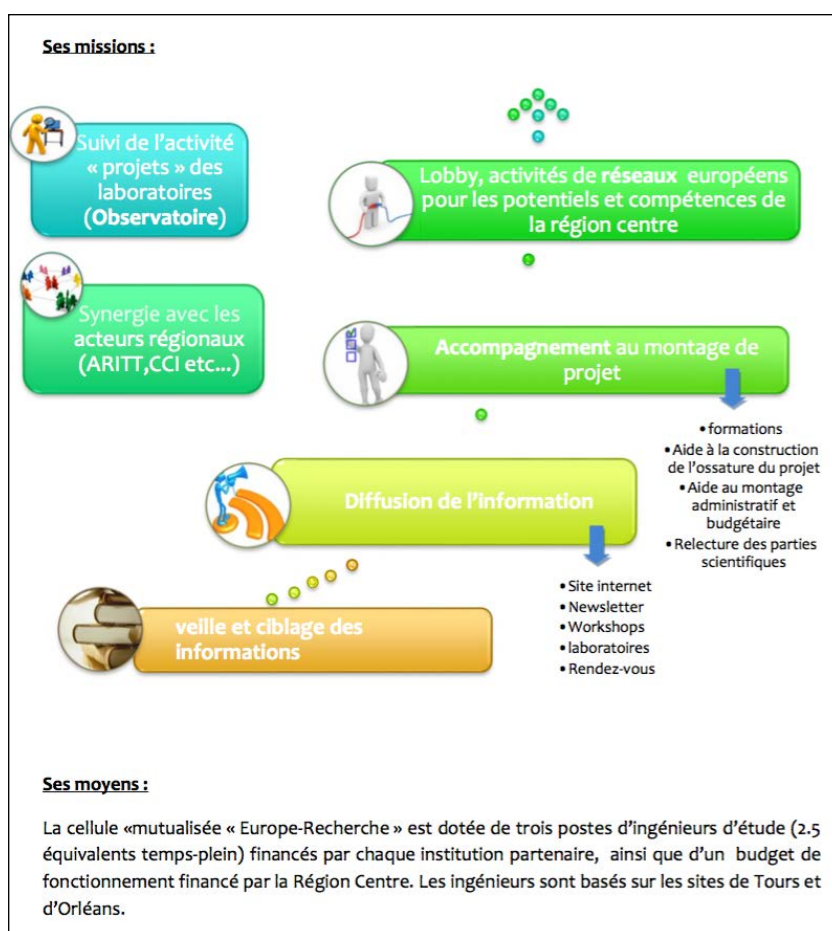 Ses missions :
Suivi de l'activité
« projets » des
laboratoires
(Observatoire)
Synergie avec les
acteurs régionaux
(ARITT,CCI etc...)
Lobby, activités de réseaux européens
pour les potentiels et compétences de
la région centre
Accompagnement au montage de
projet
• formations
• Aide à la construction
de l'ossature du projet
• Aide au montage
administratif et
budgétaire
• Relecture des parties
scientifiques
Diffusion de l'information
• Site internet
• Newsletter
• Workshops
• laboratoires
• Rendez-vous
veille et ciblage des
informations
Ses moyens :
La cellule «mutualisée « Europe-Recherche » est dotée de trois postes d'ingénieurs d'étude (2.5
équivalents temps-plein) financés par chaque institution partenaire, ainsi que d'un budget de
fonctionnement financé par la Région Centre. Les ingénieurs sont basés sur les sites de Tours et
d'Orléans.